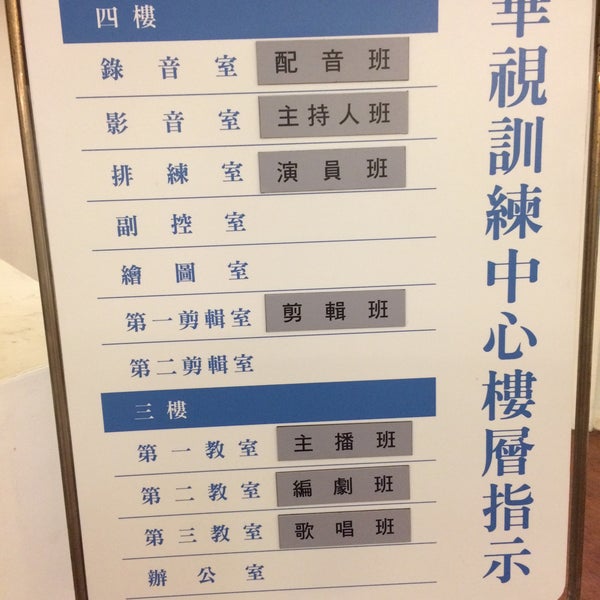 華視訓練中心樓層指示
四樓
錄音室 配音班
影音室 主持人班
排練室 演員班
副控室
繪圖室
第一剪輯室 剪輯班
第二剪輯室
三樓
第一教室 主播班
第二教室 編劇班
第三教室 歌唱班
辦公室